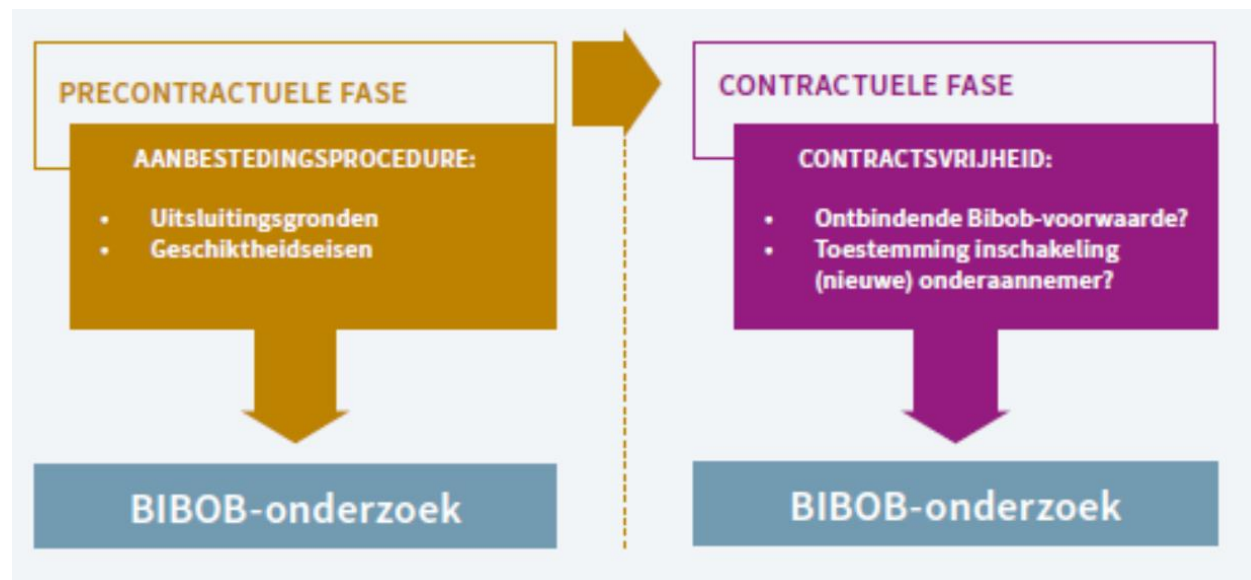 PRECONTRACTUELE FASE
AANBESTEDINGSPROCEDURE:
• Uitsluitingsgronden
• Geschiktheidseisen
BIBOB-onderzoek
CONTRACTUELE FASE
CONTRACTSVRIJHEID:
• Ontbindende Bibob-voorwaarde?
• Toestemming inschakeling
(nieuwe) onderaannemer?
BIBOB-onderzoek